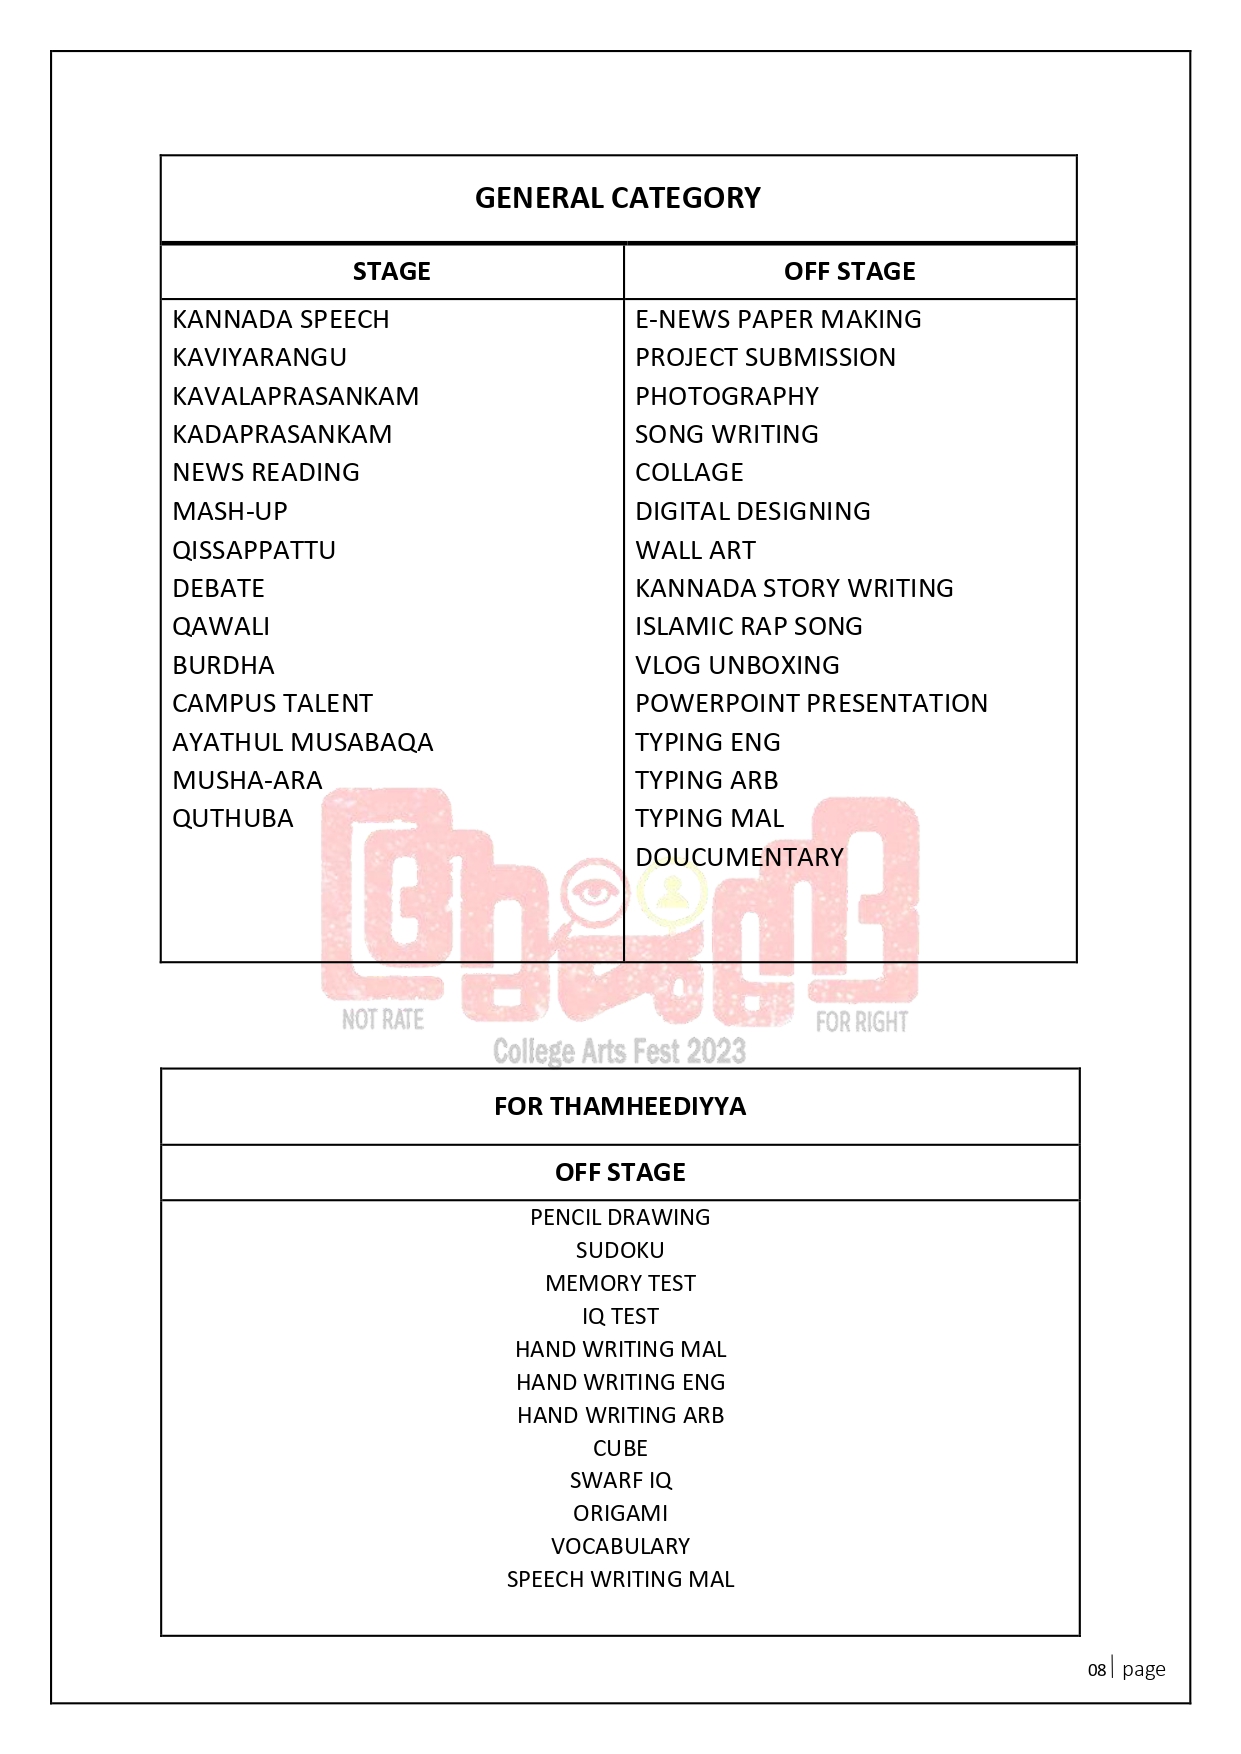 GENERAL CATEGORY
STAGE
OFF STAGE
KANNADA SPEECH
KAVIYARANGU
KAVALAPRASANKAM
KADAPRASANKAM
NEWS READING
MASH-UP
QISSAPPATTU
DEBATE
QAWALI
BURDHA
CAMPUS TALENT
AYATHUL MUSABAQA
MUSHA-ARA
QUTHUBA
E-NEWS PAPER MAKING
PROJECT SUBMISSION
PHOTOGRAPHY
SONG WRITING
COLLAGE
DIGITAL DESIGNING
WALL ART
KANNADA STORY WRITING
ISLAMIC RAP SONG
VLOG UNBOXING
POWERPOINT PRESENTATION
TYPING ENG
TYPING ARB
TYPING MAL
DOUCUMENTARY
NOT RATE
FOR RIGHT
College Arts Fest 2023
FOR THAMHEEDIYYA
OFF STAGE
PENCIL DRAWING
SUDOKU
MEMORY TEST
IQ TEST
HAND WRITING MAL
HAND WRITING ENG
HAND WRITING ARB
CUBE
SWARF IQ
ORIGAMI
VOCABULARY
SPEECH WRITING MAL
08 | page